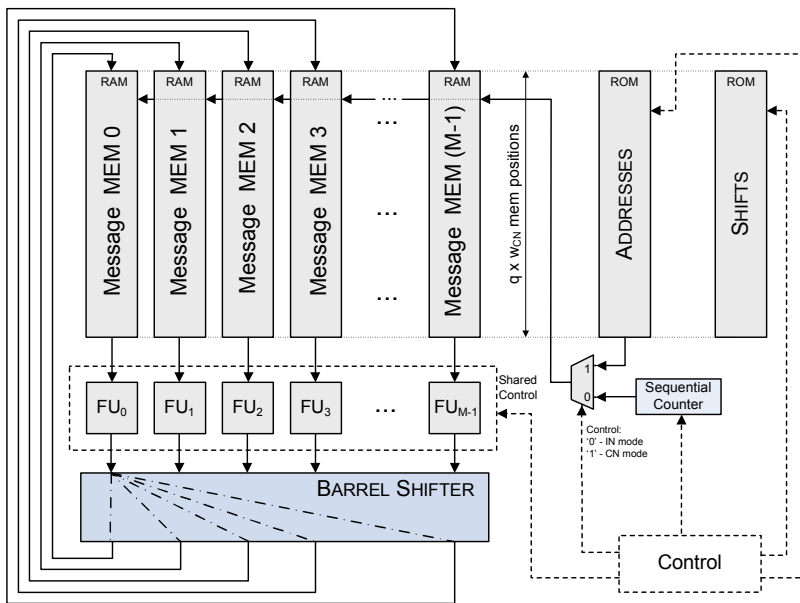 RAM
RAM
RAM
RAM
RAM
ROM
ROM
Message MEM 0
Message MEM 1
Message MEM 2
Message MEM 3
...
...
...
...
Message MEM (M-1)
q x wCN mem positions
ADDRESSES
SHIFTS
FU0
FU1
FU2
FU3
...
FUM-1
Shared
Control
1
0
Sequential
Counter
Control:
'0' - IN mode
'1' - CN mode
BARREL SHIFTER
Control